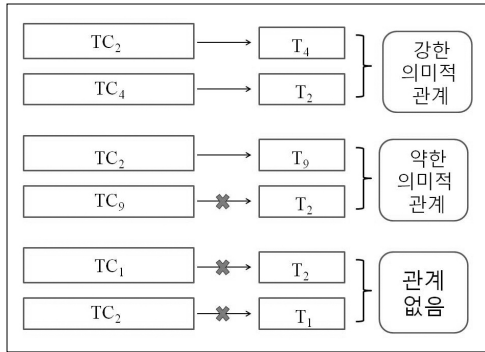 TC₂ T₄
TC₄ T₂
강한
의미적
관계
TC₂ T₉
TC₉ T₂
약한
의미적
관계
TC₁ T₂
TC₂ T₁
관계
없음